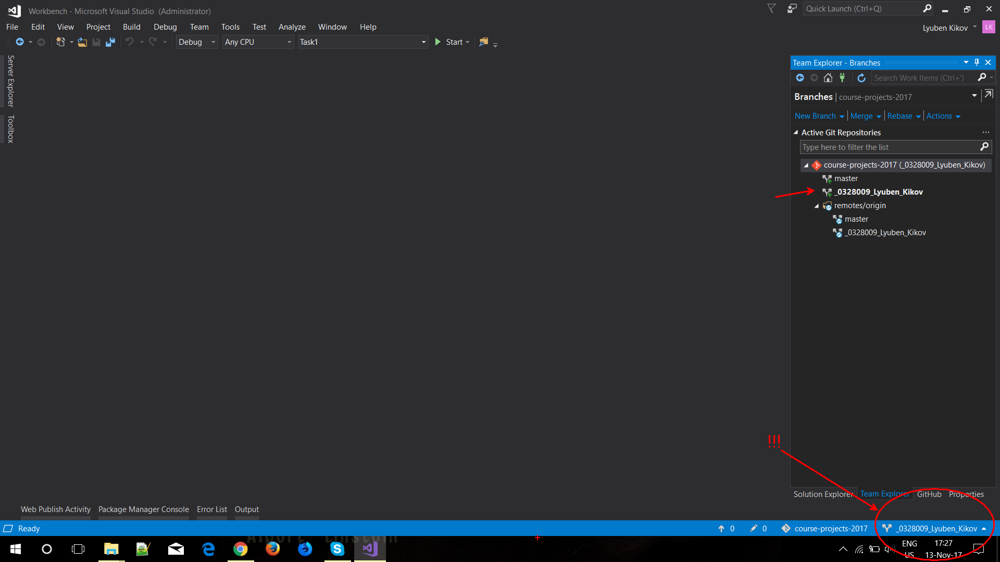 Workbench - Microsoft Visual Studio (Administrator)
Quick Launch (Ctrl+Q)
File Edit View Project Build Debug Team Tools Test Analyze Window Help
Lyuben Kikov LK
Debug Any CPU Task1 Start
Server Explorer
Toolbox
Team Explorer - Branches
Search Work Items (Ctrl+')
Branches | course-projects-2017
New Branch | Merge | Rebase | Actions
Active Git Repositories ...
Type here to filter the list
course-projects-2017 (_0328009_Lyuben_Kikov)
master
_0328009_Lyuben_Kikov
remotes/origin
master
_0328009_Lyuben_Kikov
!!!
Solution Explorer Team Explorer GitHub Properties
Web Publish Activity Package Manager Console Error List Output
Ready 0 0 course-projects-2017 _0328009_Lyuben_Kikov
ENG 17:27
US 13-Nov-17